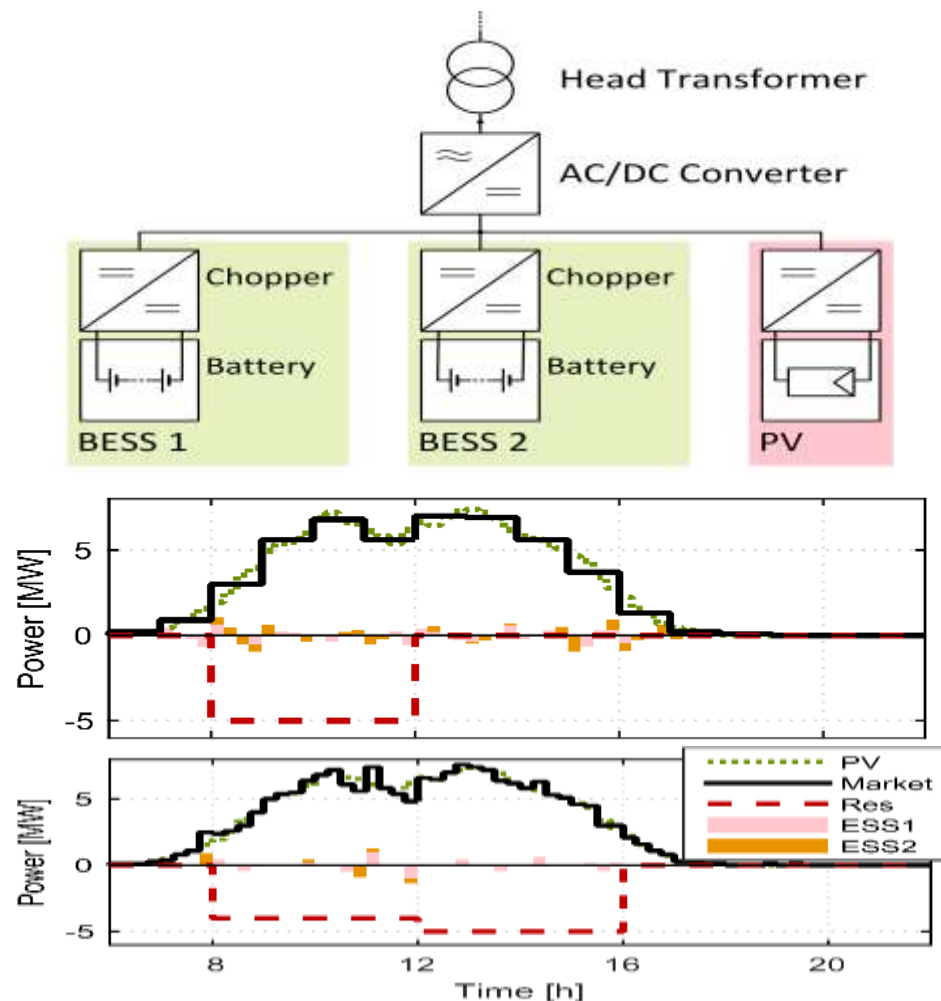 Head Transformer
AC/DC Converter
Chopper
Chopper
Battery
Battery
BESS 1
BESS 2
PV
Power [MW]
5
0
-5
8
12
16
20
PV
Market
Res
ESS1
ESS2
Power [MW]
5
0
-5
8
12
16
20
Time [h]